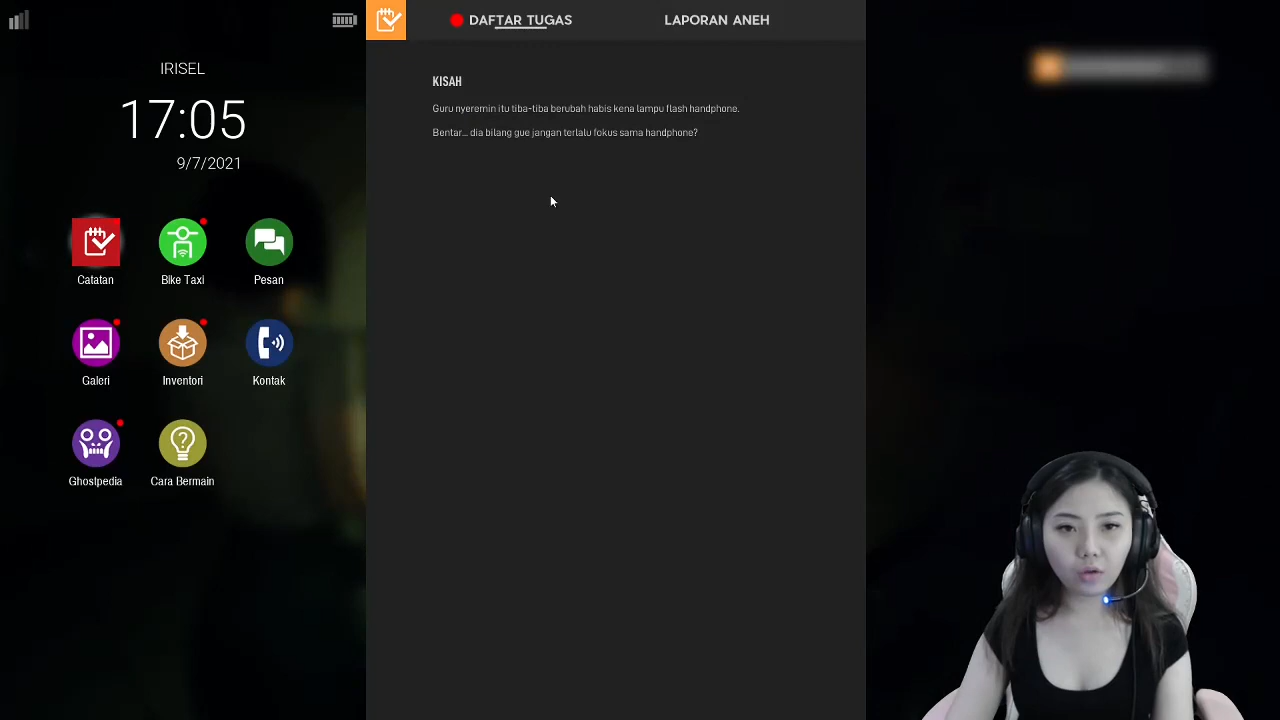 IRISEL
17:05
9/7/2021
Catatan
Bike Taxi
Pesan
Galeri
Inventori
Kontak
Ghostpedia
Cara Bermain
DAFTAR TUGAS
LAPORAN ANEH
KISAH
Guru nyeremin itu tiba-tiba berubah habis kena lampu flash handphone.
Bentar... dia bilang gue jangan terlalu fokus sama handphone?